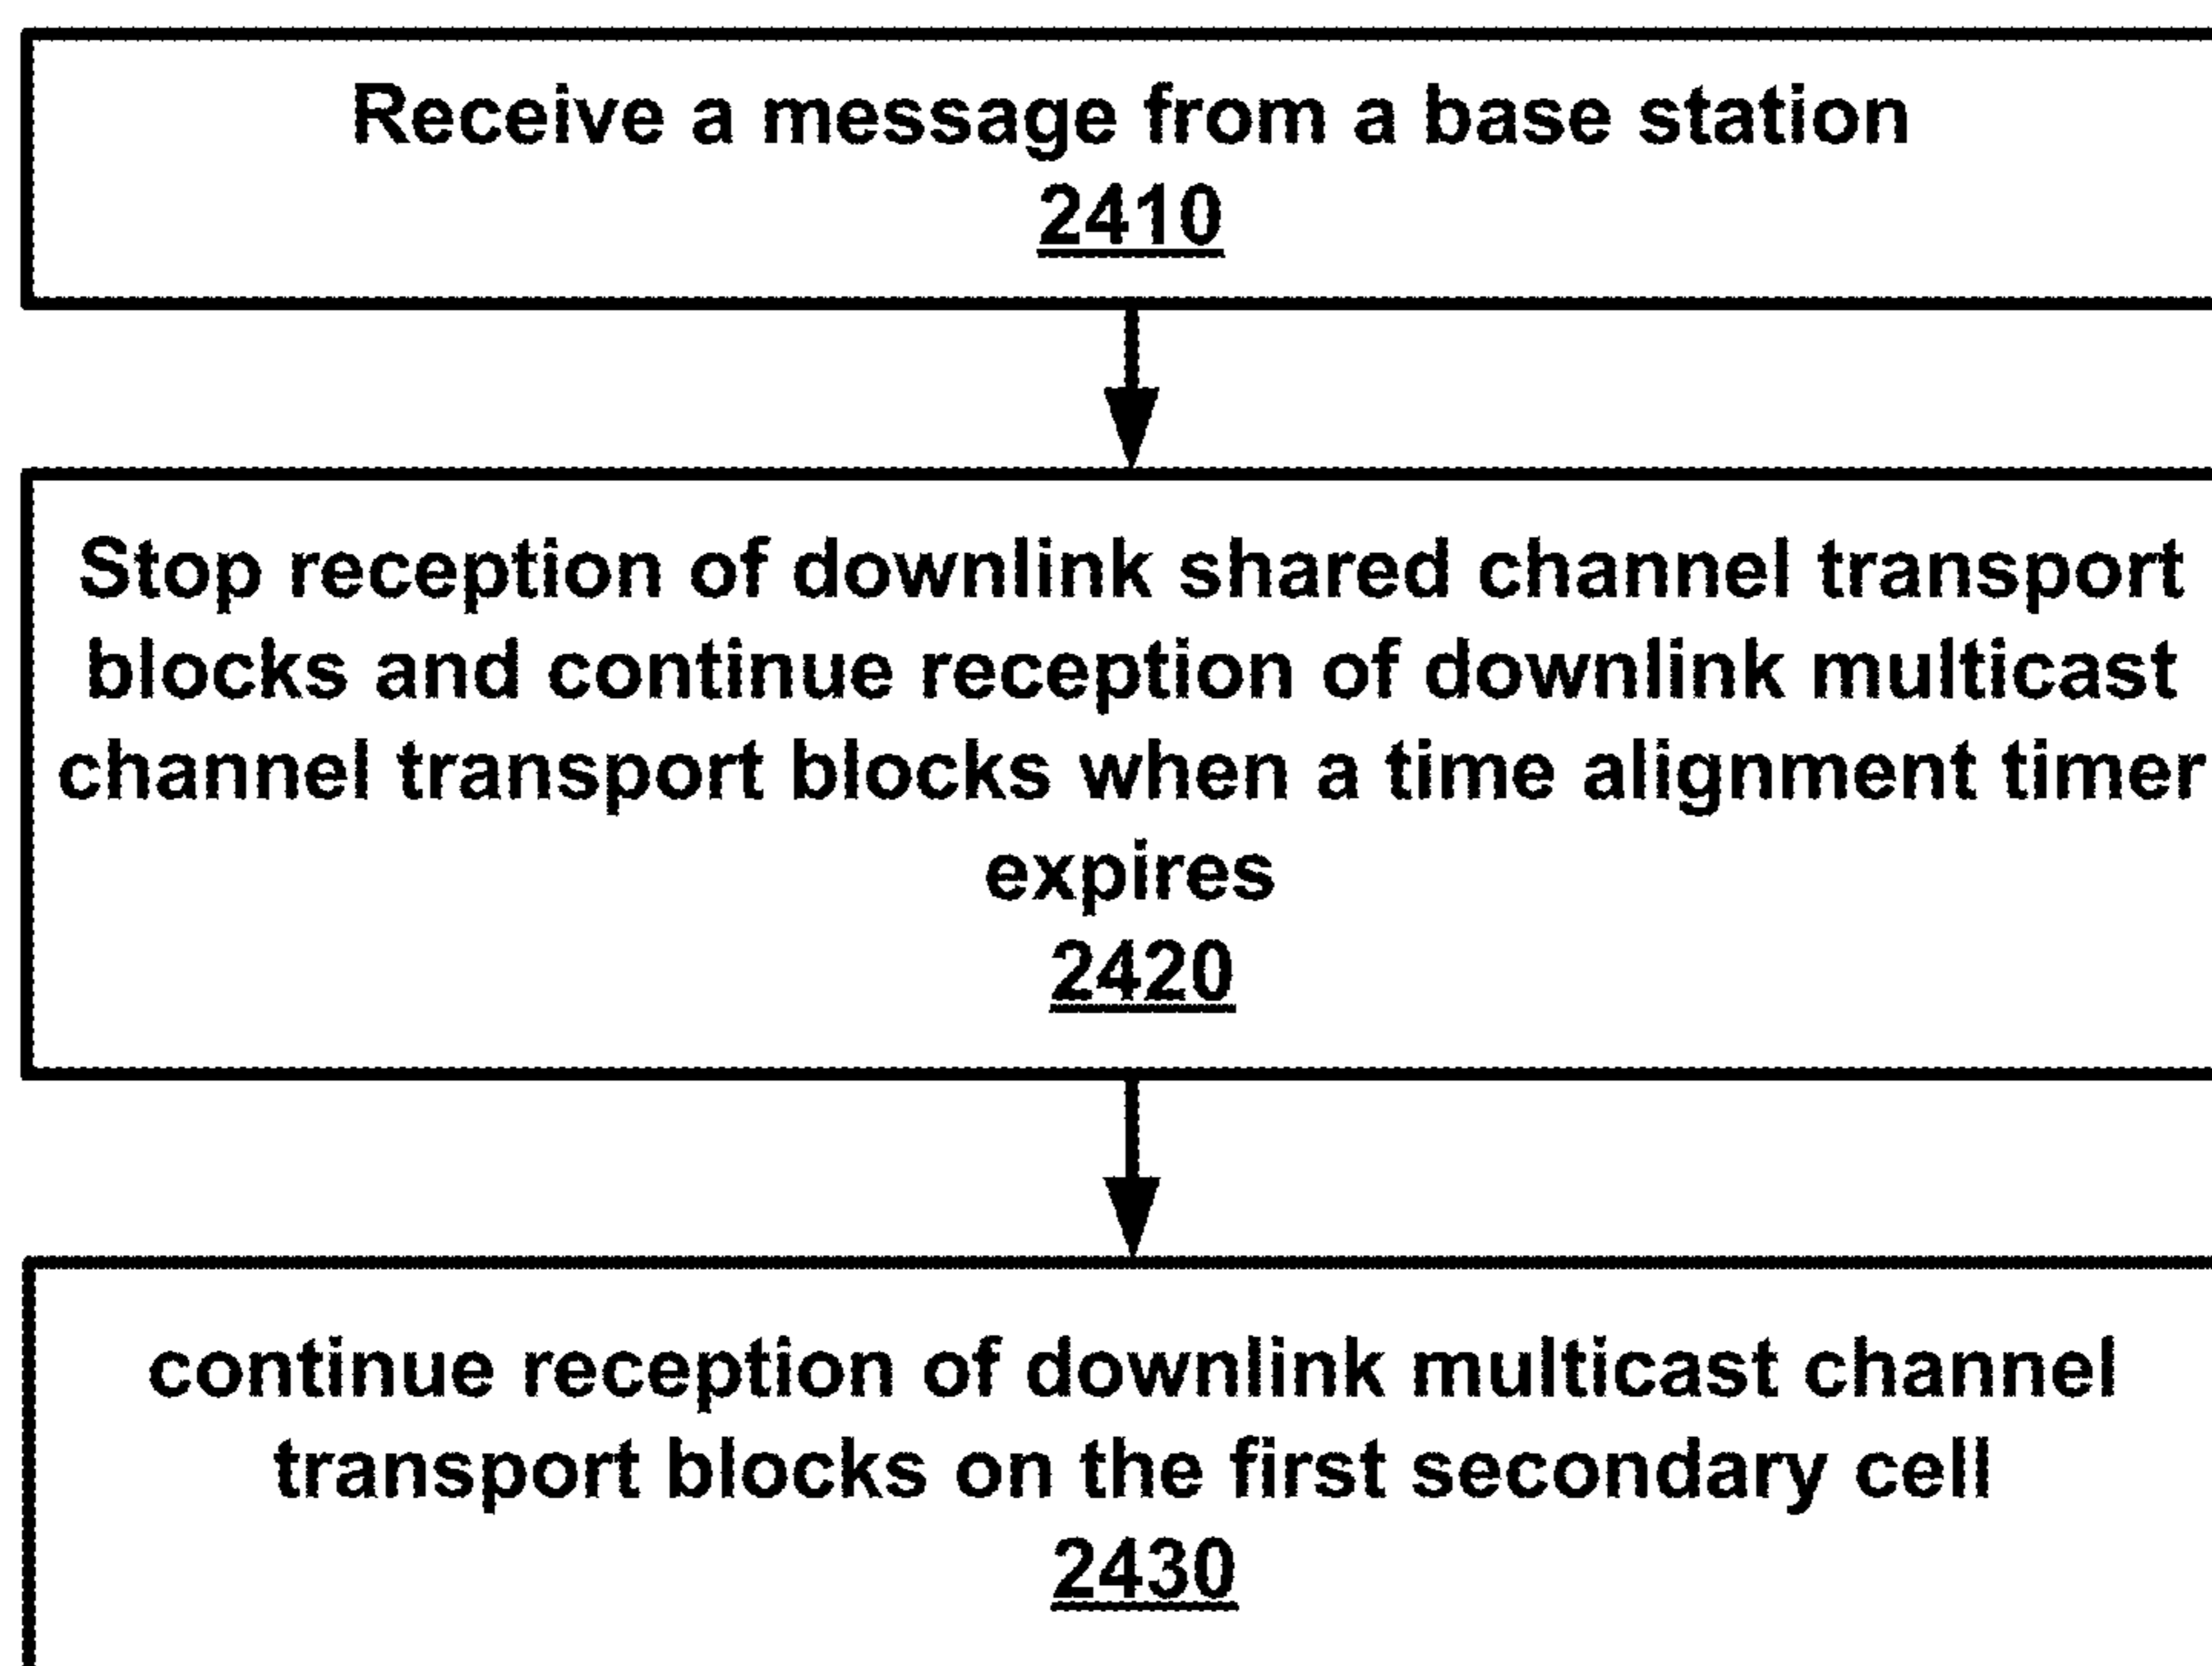 Receive a message from a base station
2410
Stop reception of downlink shared channel transport
blocks and continue reception of downlink multicast
channel transport blocks when a time alignment timer
expires
2420
continue reception of downlink multicast channel
transport blocks on the first secondary cell
2430